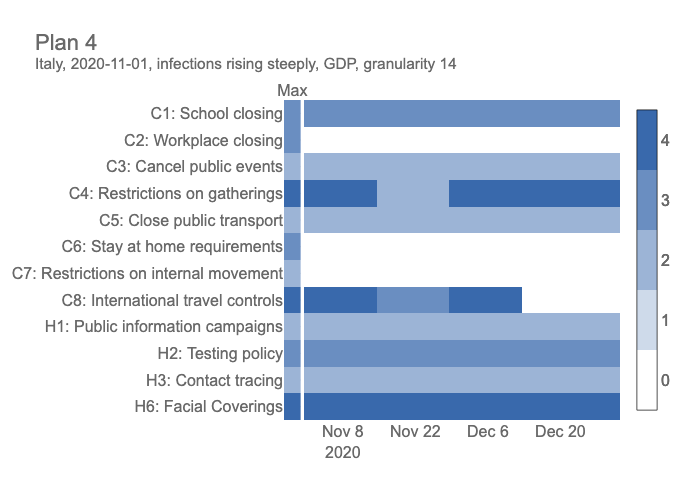 Plan 4
Italy, 2020-11-01, infections rising steeply, GDP, granularity 14
Max
C1: School closing
C2: Workplace closing
C3: Cancel public events
C4: Restrictions on gatherings
C5: Close public transport
C6: Stay at home requirements
C7: Restrictions on internal movement
C8: International travel controls
H1: Public information campaigns
H2: Testing policy
H3: Contact tracing
H6: Facial Coverings
Nov 8 Nov 22 Dec 6 Dec 20
2020
4
3
2
1
0